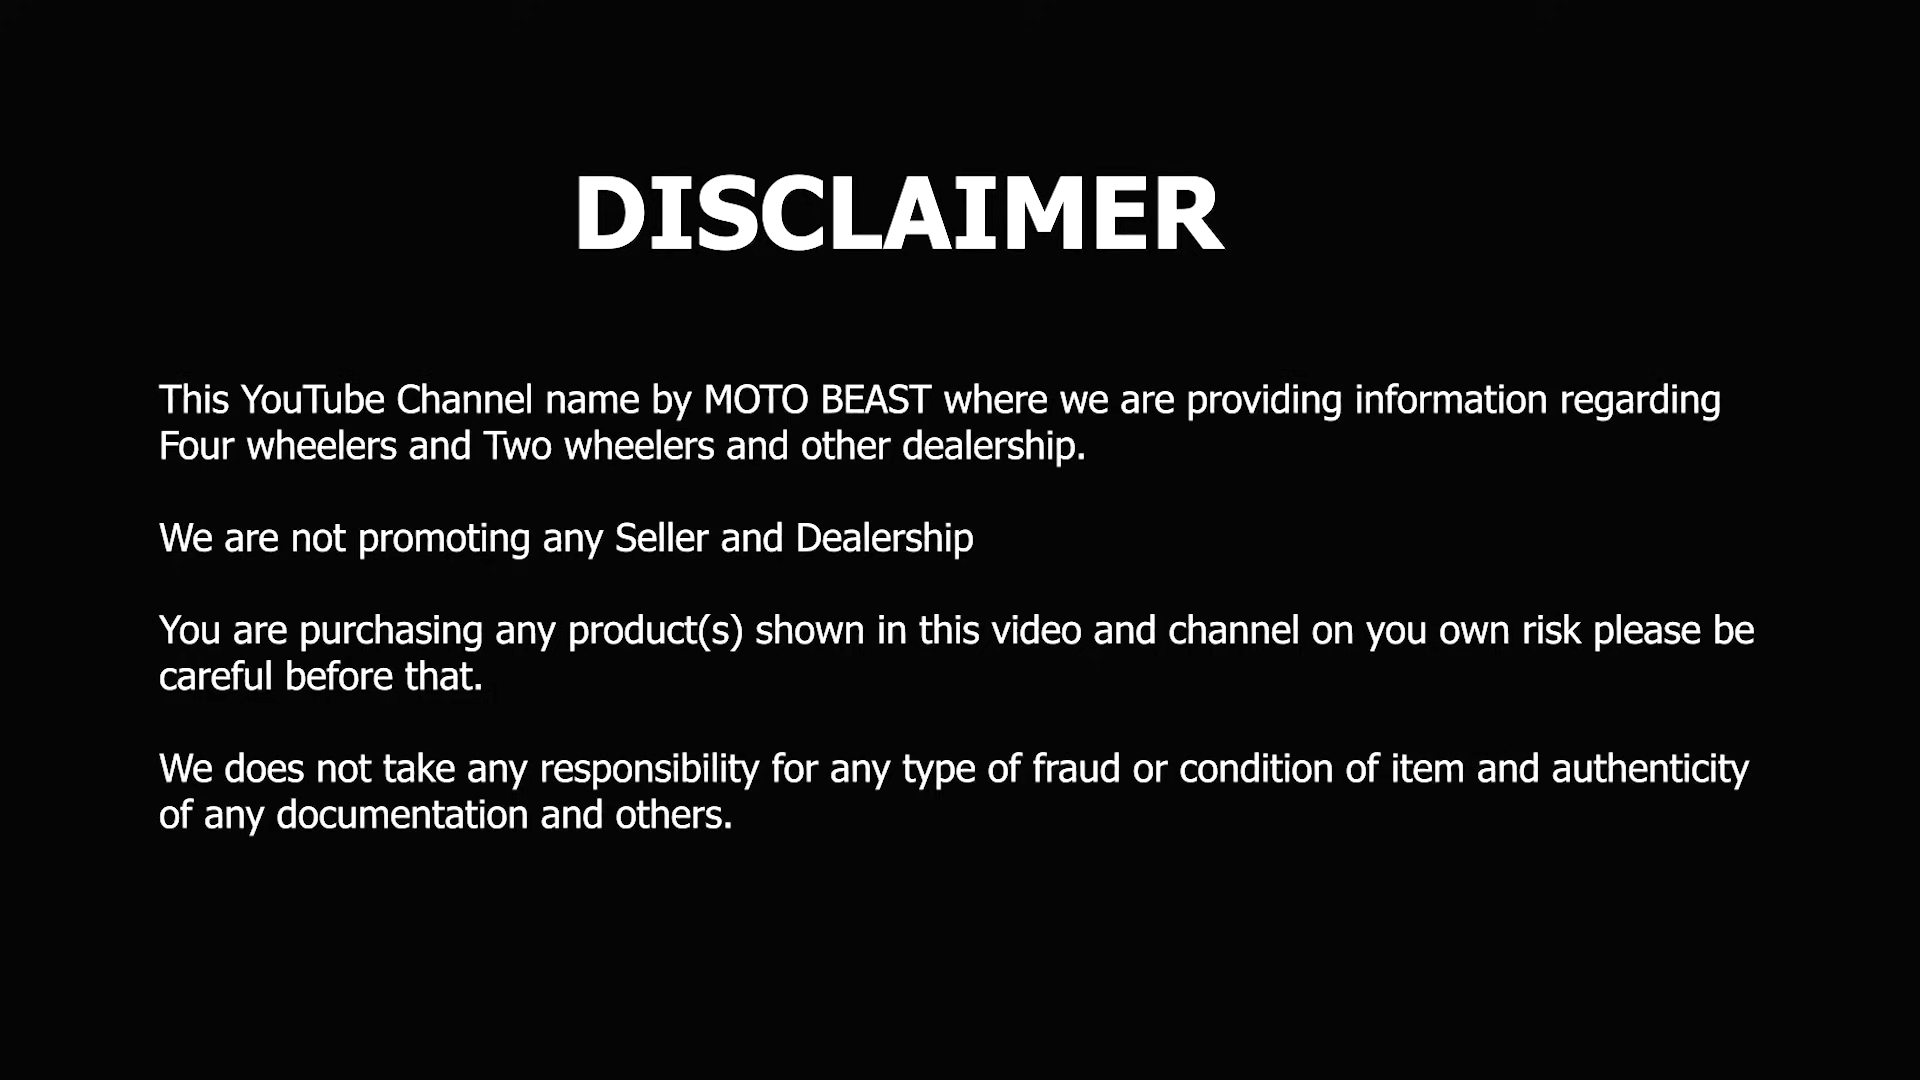 DISCLAIMER
This YouTube Channel name by MOTO BEAST where we are providing information regarding
Four wheelers and Two wheelers and other dealership.
We are not promoting any Seller and Dealership
You are purchasing any product(s) shown in this video and channel on you own risk please be
careful before that.
We does not take any responsibility for any type of fraud or condition of item and authenticity
of any documentation and others.